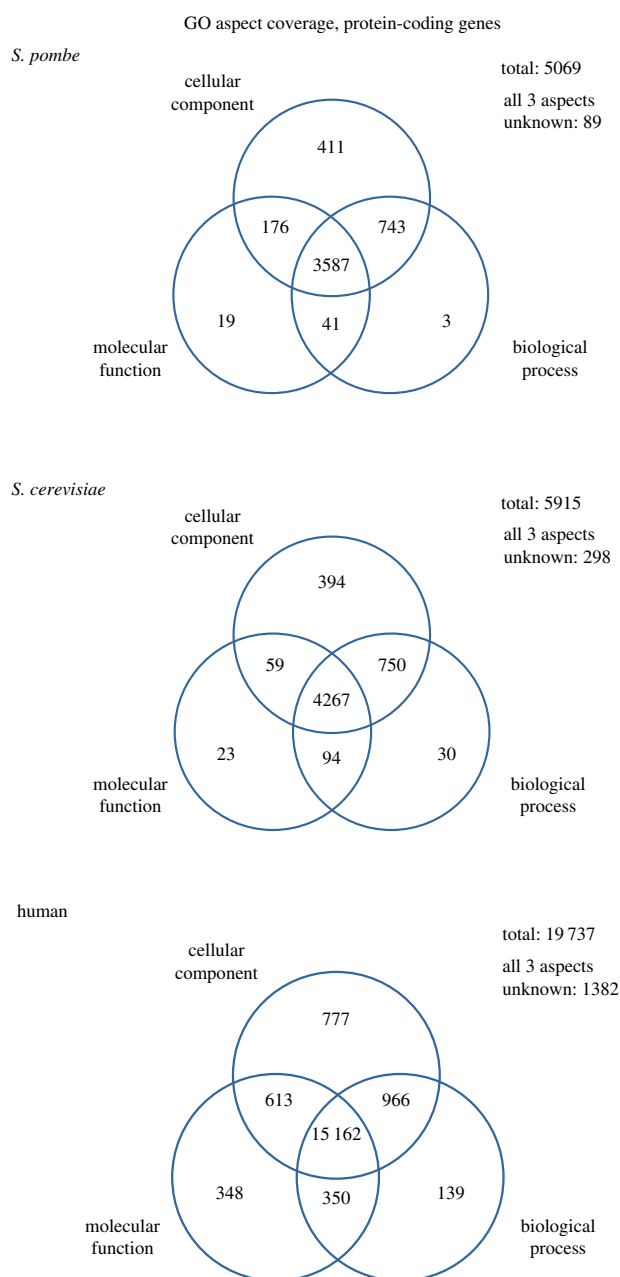 GO aspect coverage, protein-coding genes
S. pombe
total: 5069
cellular
component
all 3 aspects
unknown: 89
411
176
743
3587
19
41
3
molecular
function
biological
process
S. cerevisiae
total: 5915
cellular
component
all 3 aspects
unknown: 298
394
59
750
4267
23
94
30
molecular
function
biological
process
human
total: 19 737
cellular
component
all 3 aspects
unknown: 1382
777
613
966
15 162
348
350
139
molecular
function
biological
process